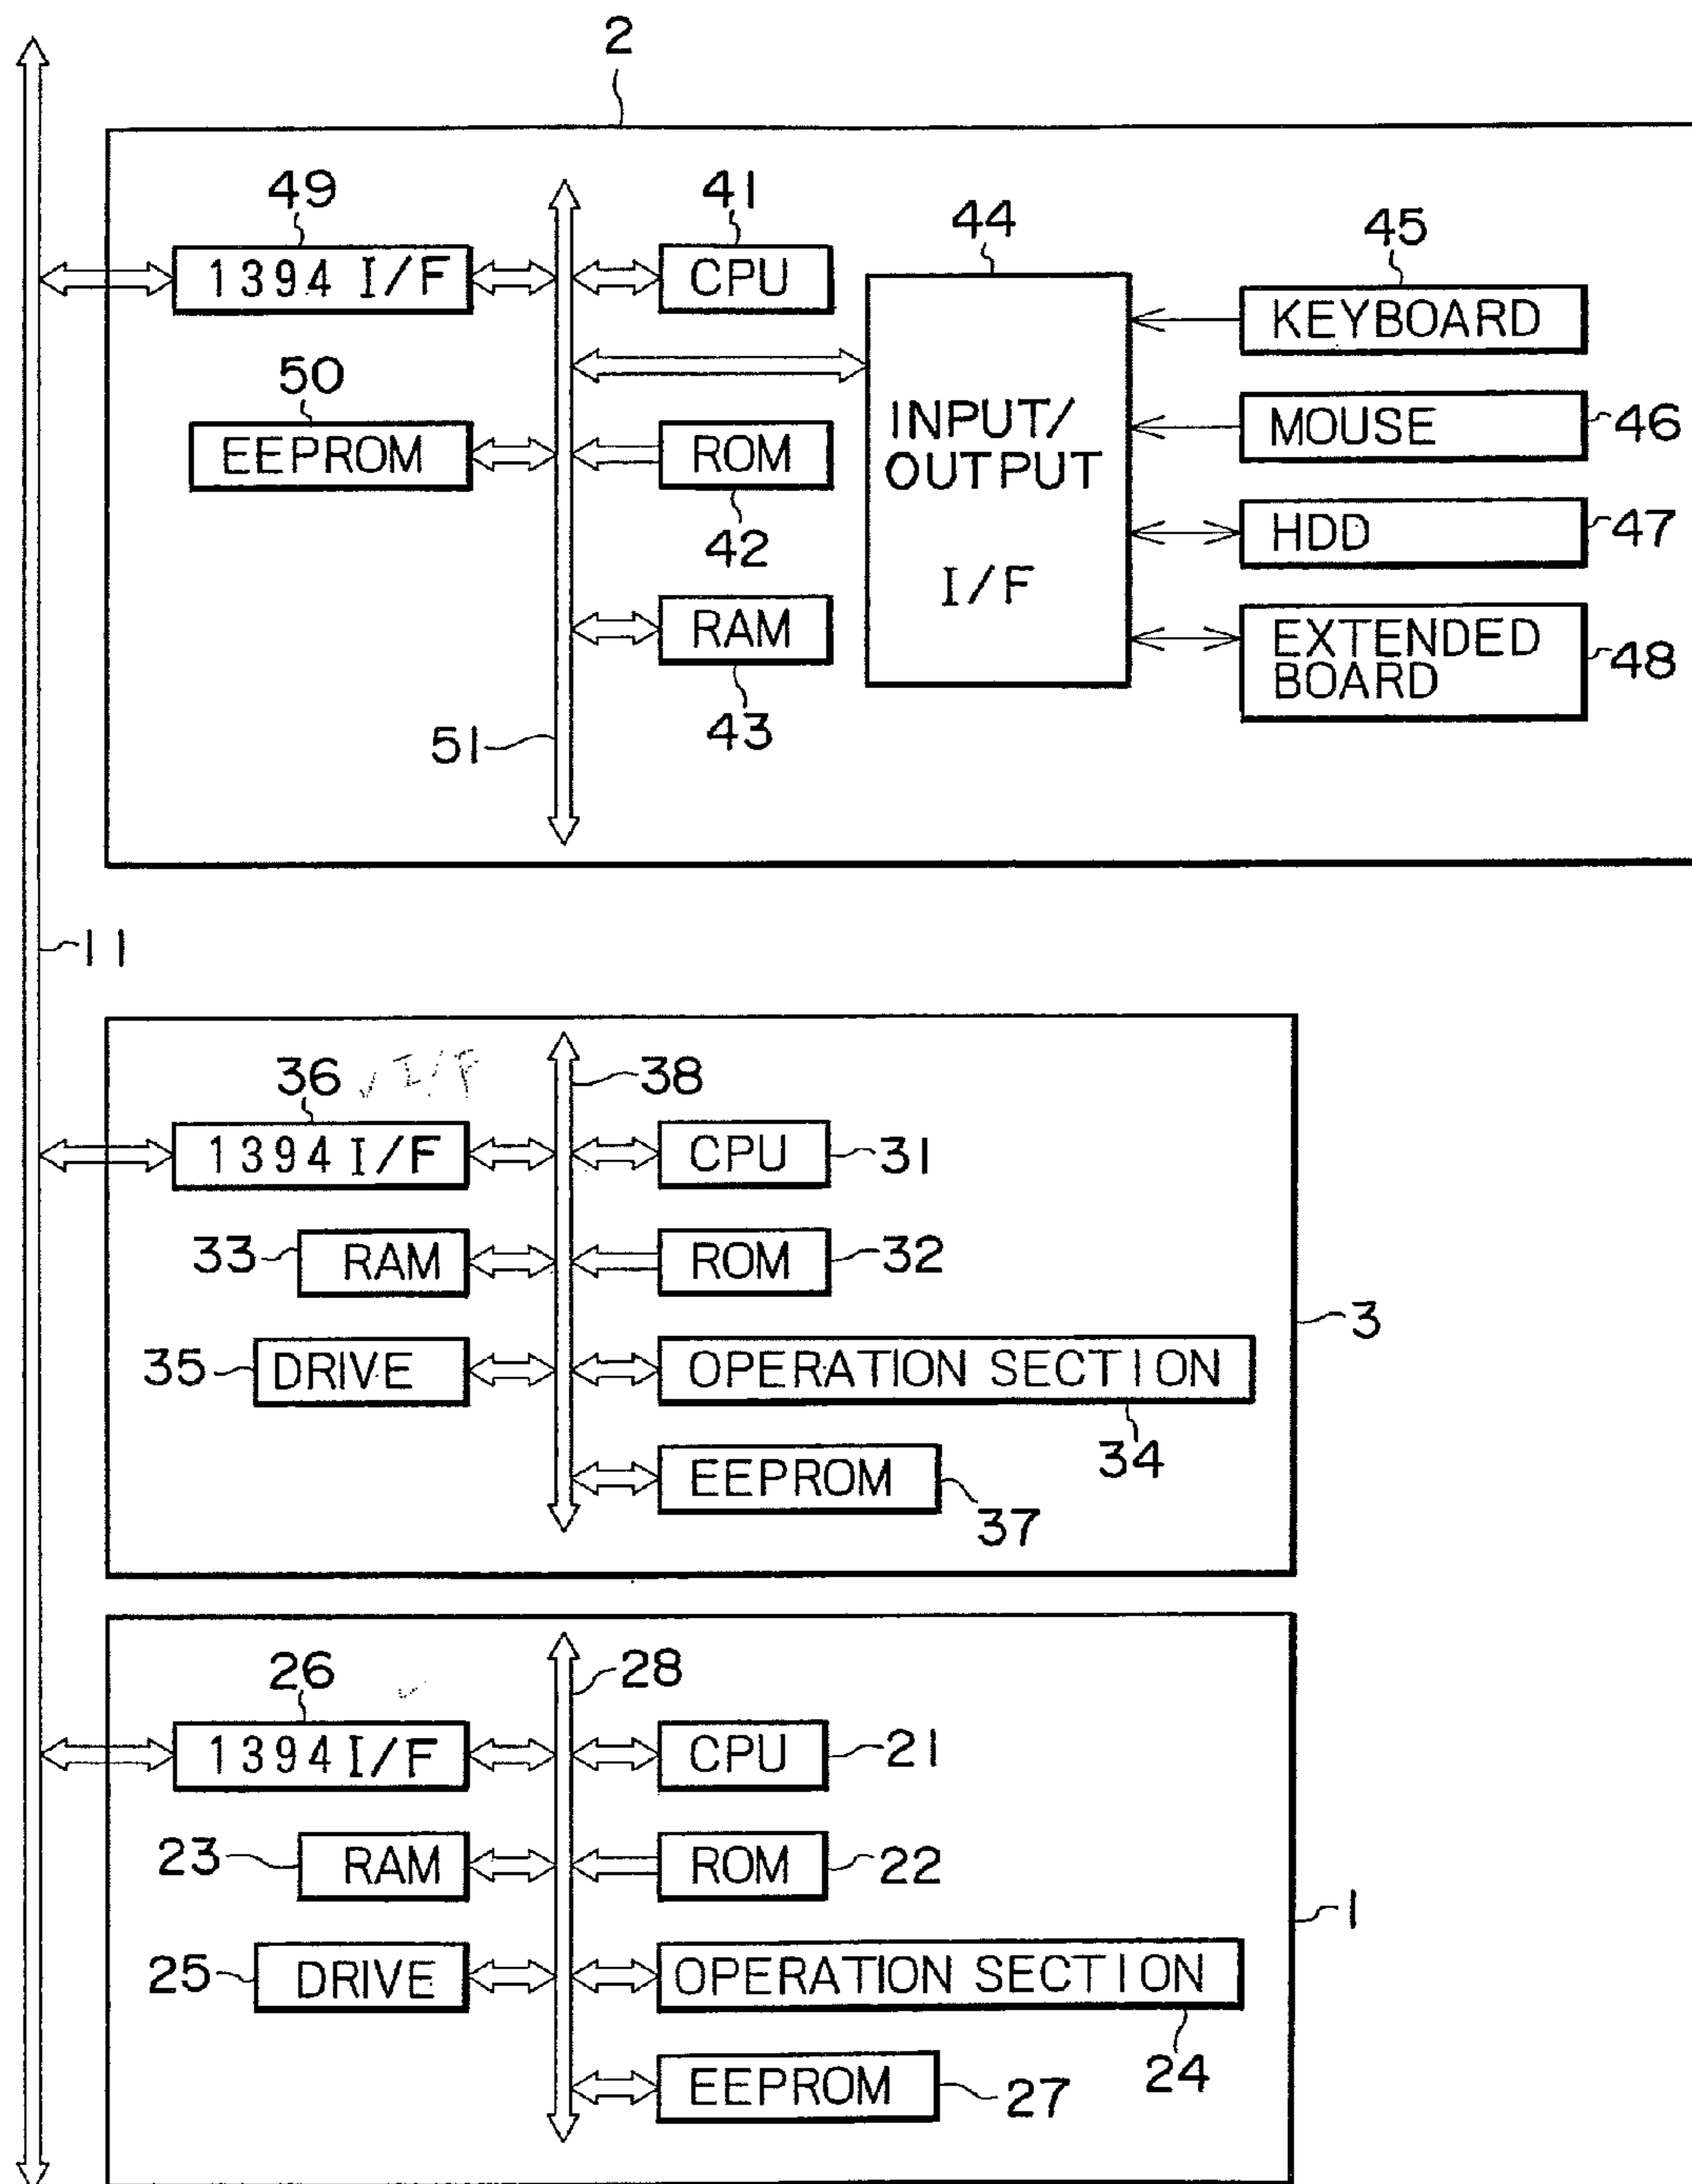 2
49
41
44
45
1394 I/F
CPU
KEYBOARD
50
INPUT/
OUTPUT
I/F
MOUSE
46
EEPROM
ROM
42
HDD
47
RAM
43
EXTENDED
BOARD
48
51
11
36
I/F
38
1394 I/F
CPU
31
33
RAM
ROM
32
3
35
DRIVE
OPERATION SECTION
34
EEPROM
37
26
28
1394 I/F
CPU
21
23
RAM
ROM
22
1
25
DRIVE
OPERATION SECTION
24
EEPROM
27